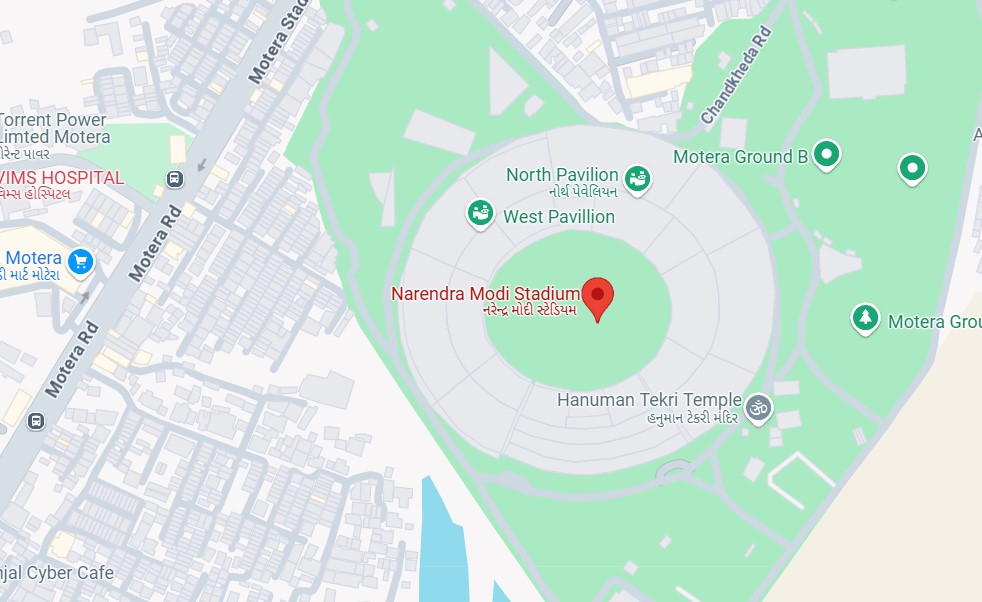 Motera Stad
Chandkheda Rd
Torrent Power
Limted Motera
રેન્ટ પાવર
VIMS HOSPITAL
વિમ્સ હોસ્પિટલ
Motera Ground B
North Pavilion
નોર્થ પેવેલિયન
West Pavillion
Motera Rd
Motera
ડી માર્ટ મોટેરા
Narendra Modi Stadium
નરેન્દ્ર મોદી સ્ટેડિયમ
Motera Grou
Motera Rd
Hanuman Tekri Temple
હનુમાન ટેકરી મંદિર
ॐ
njal Cyber Cafe